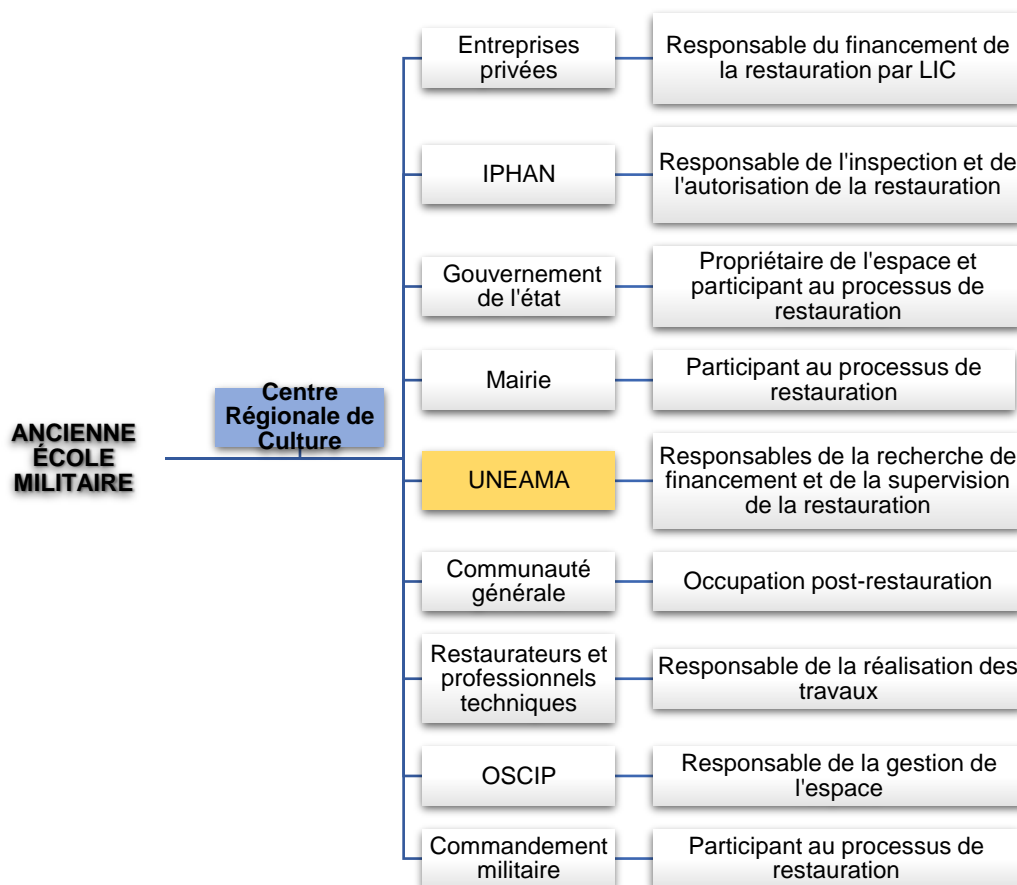 ANCIENNE
ÉCOLE
MILITAIRE
Centre
Régionale de
Culture
Entreprises
privées
Responsable du financement de
la restauration par LIC
IPHAN
Responsable de l'inspection et de
l'autorisation de la restauration
Gouvernement
de l'état
Propriétaire de l'espace et
participant au processus de
restauration
Mairie
Participant au processus de
restauration
UNEAMA
Responsables de la recherche de
financement et de la supervision
de la restauration
Communauté
générale
Occupation post-restauration
Restaurateurs et
professionnels
techniques
Responsable de la réalisation des
travaux
OSCIP
Responsable de la gestion de
l'espace
Commandement
militaire
Participant au processus de
restauration